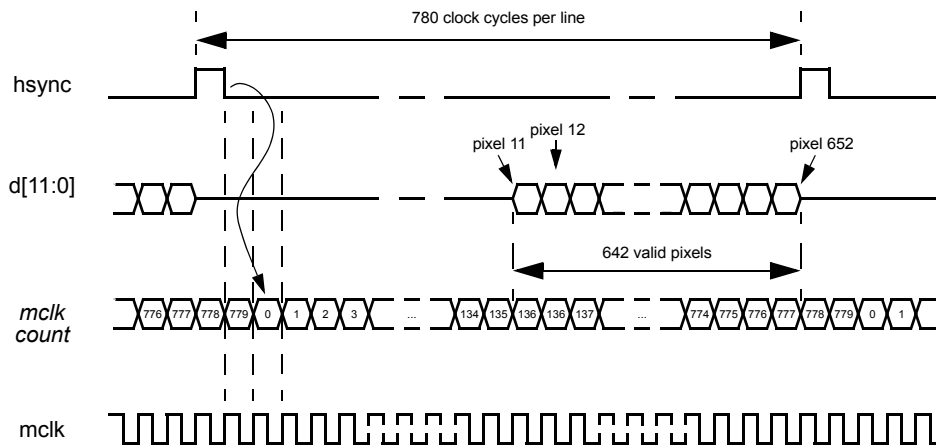 780 clock cycles per line
hsync
pixel 12
pixel 11
pixel 652
d[11:0]
642 valid pixels
mclk
count
776 777 778 779 0 1 2 3 ... 134 135 136 136 137 ... 774 775 776 777 778 779 0 1
mclk